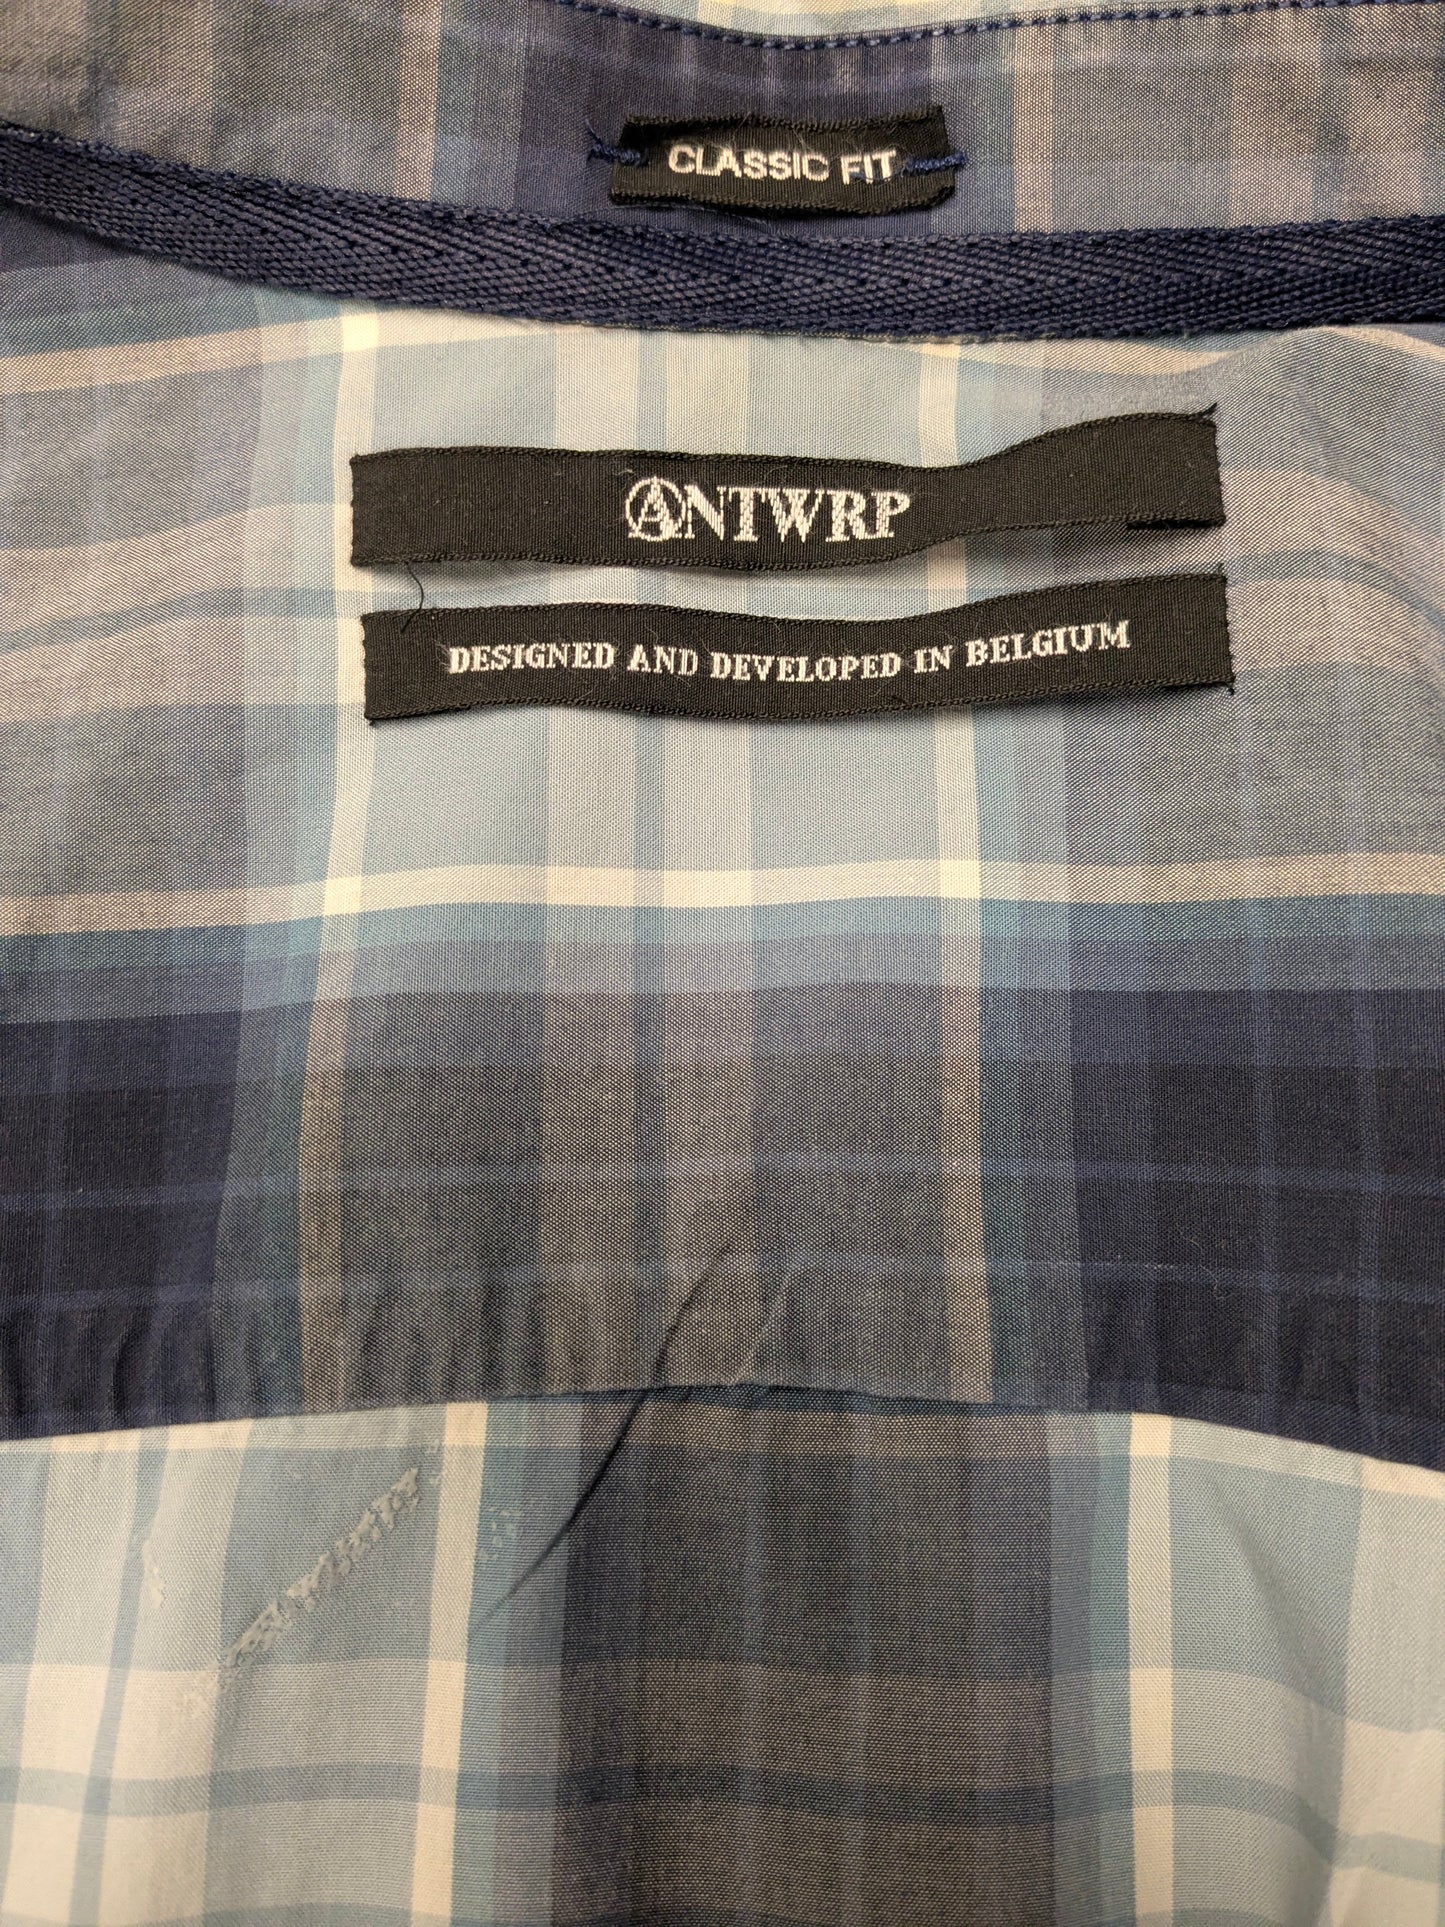 CLASSIC FIT
ANTWRP
DESIGNED AND DEVELOPED IN BELGIUM